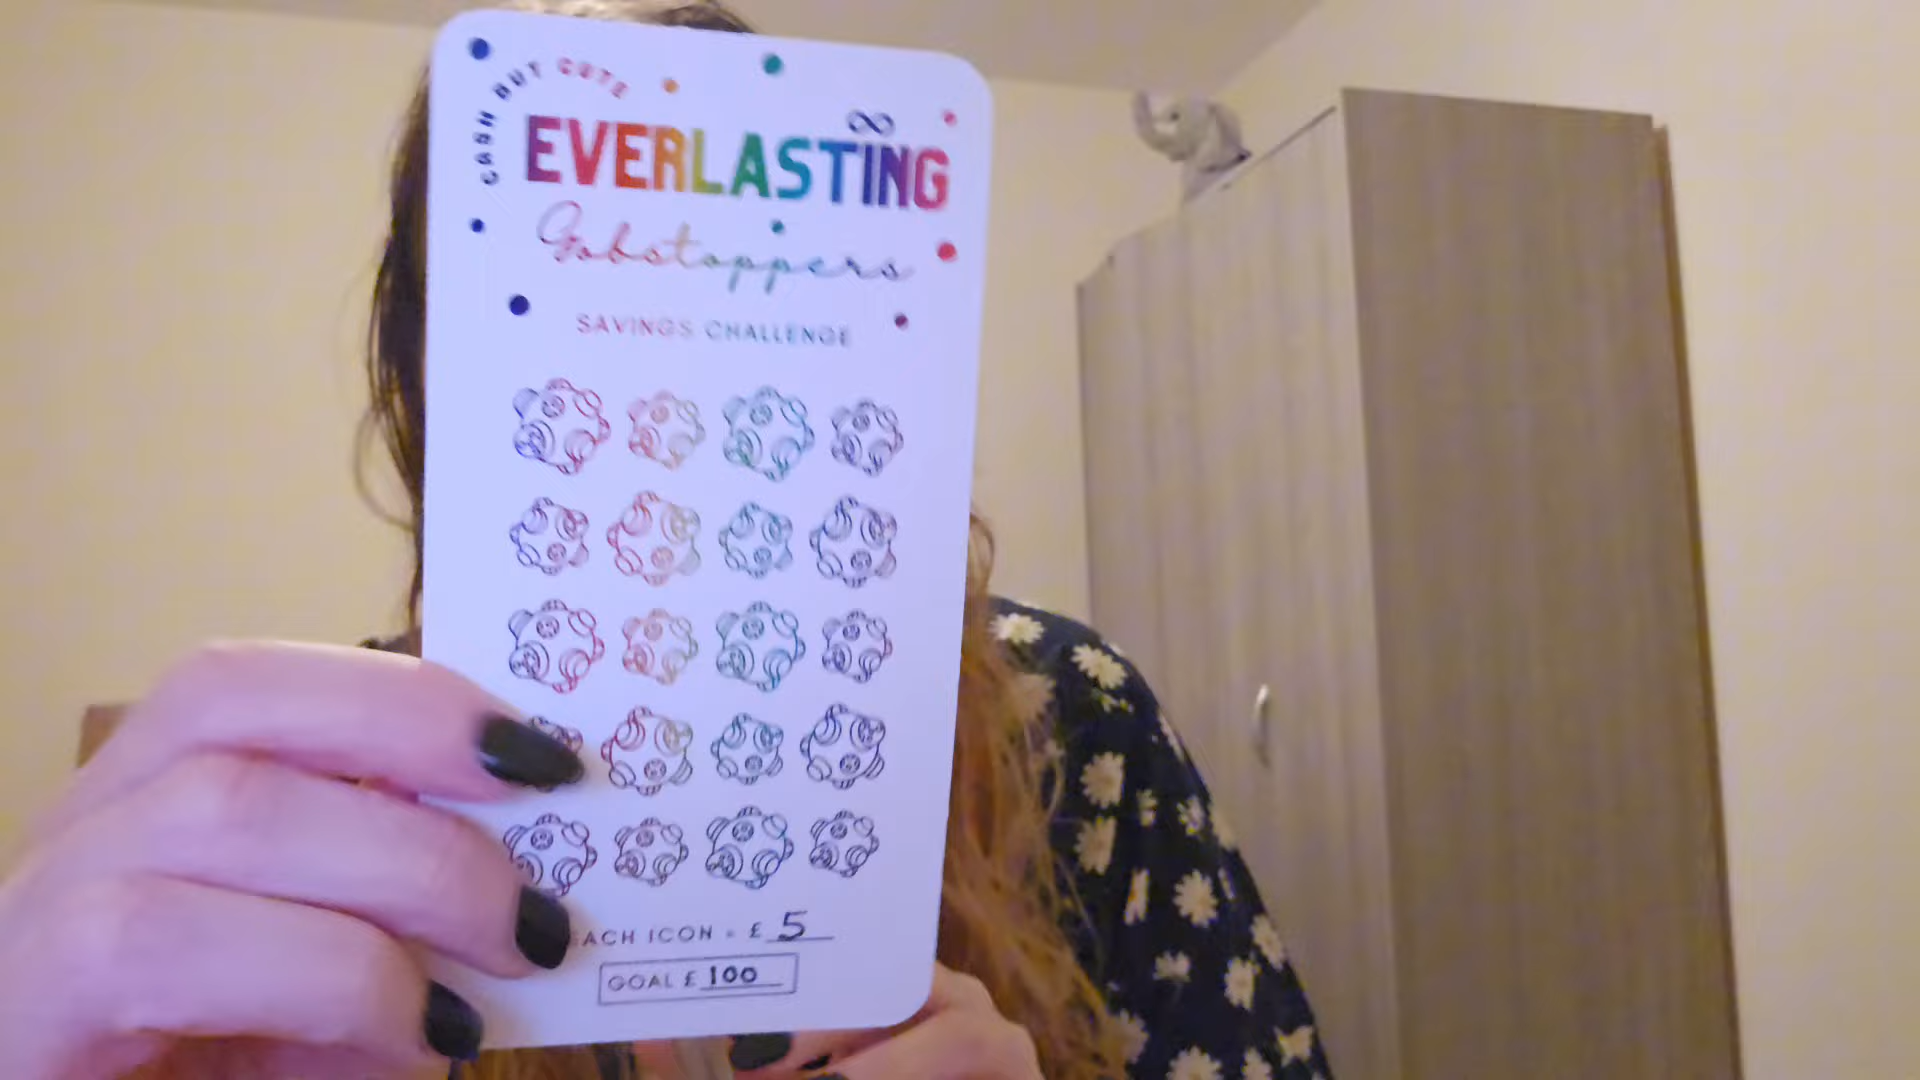 CASH BUT CUTE
EVERLASTING
Gobstoppers
SAVINGS CHALLENGE
EACH ICON = £ 5
GOAL £ 100